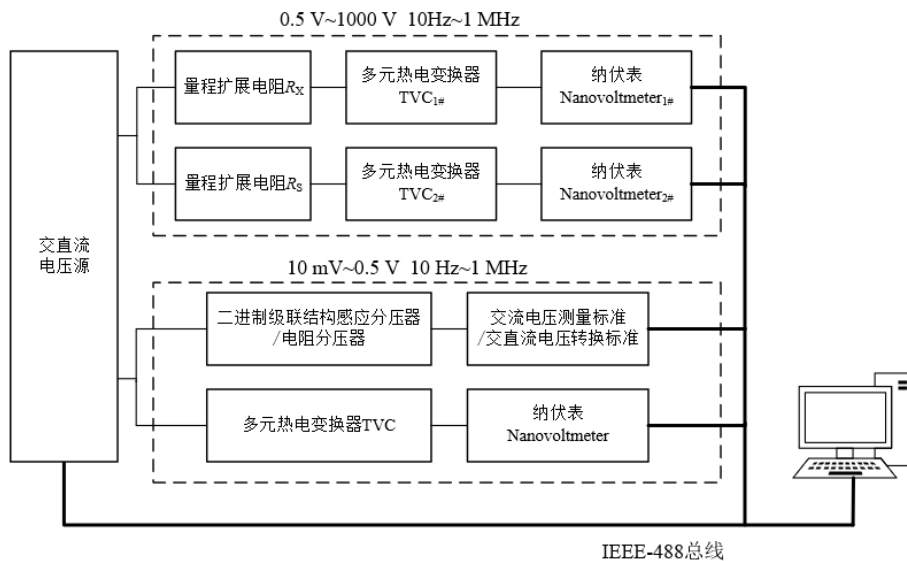 0.5 V~1000 V 10Hz~1 MHz
交直流
电压源
量程扩展电阻RX
多元热电变换器
TVC1#
纳伏表
Nanovoltmeter1#
量程扩展电阻RS
多元热电变换器
TVC2#
纳伏表
Nanovoltmeter2#
10 mV~0.5 V 10 Hz~1 MHz
二进制级联结构感应分压器
/电阻分压器
交流电压测量标准
/交直流电压转换标准
多元热电变换器TVC
纳伏表
Nanovoltmeter
IEEE-488总线